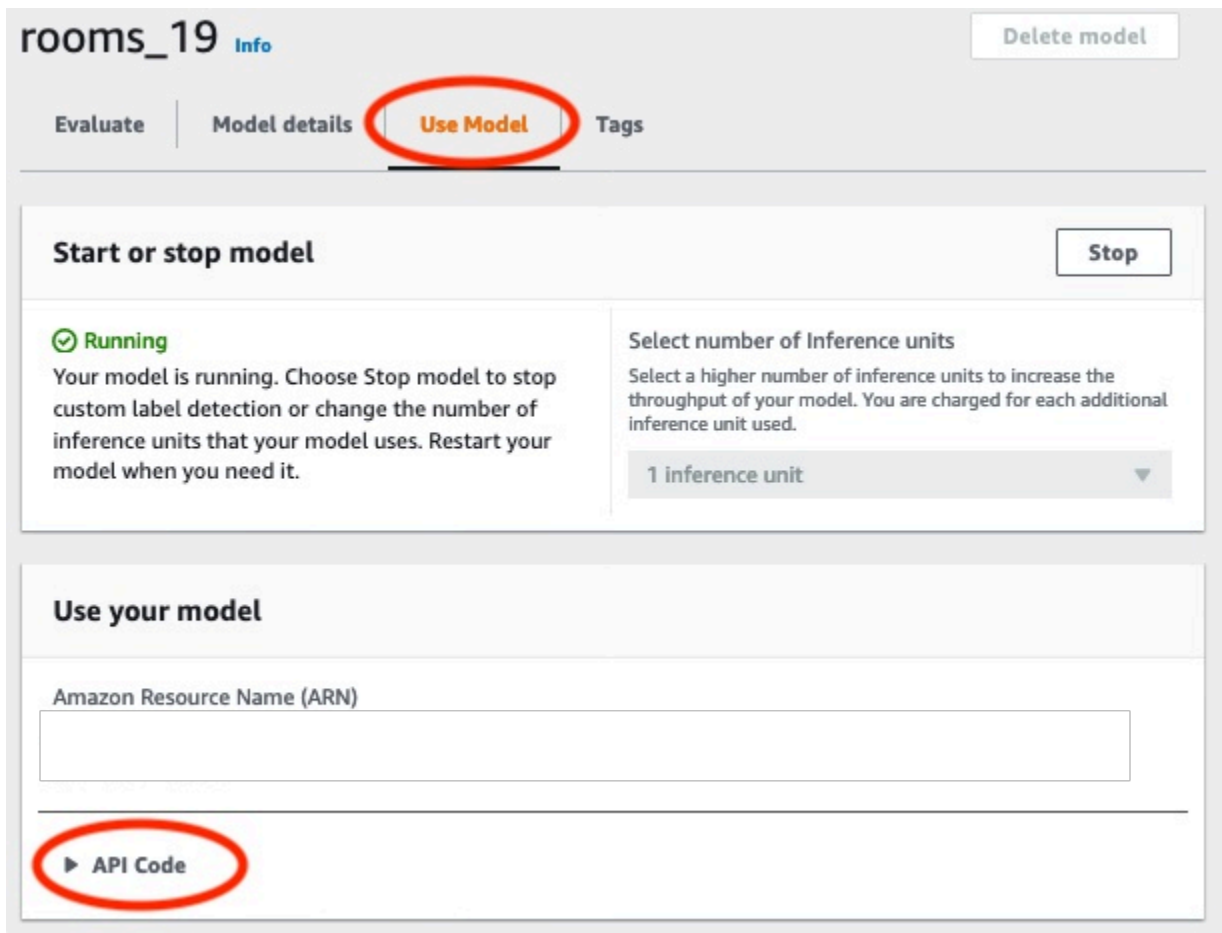 rooms_19 Info
Delete model
Evaluate
Model details
Use Model
Tags
Start or stop model
Stop
Running
Your model is running. Choose Stop model to stop
custom label detection or change the number of
inference units that your model uses. Restart your
model when you need it.
Select number of Inference units
Select a higher number of inference units to increase the
throughput of your model. You are charged for each additional
inference unit used.
1 inference unit
Use your model
Amazon Resource Name (ARN)
API Code